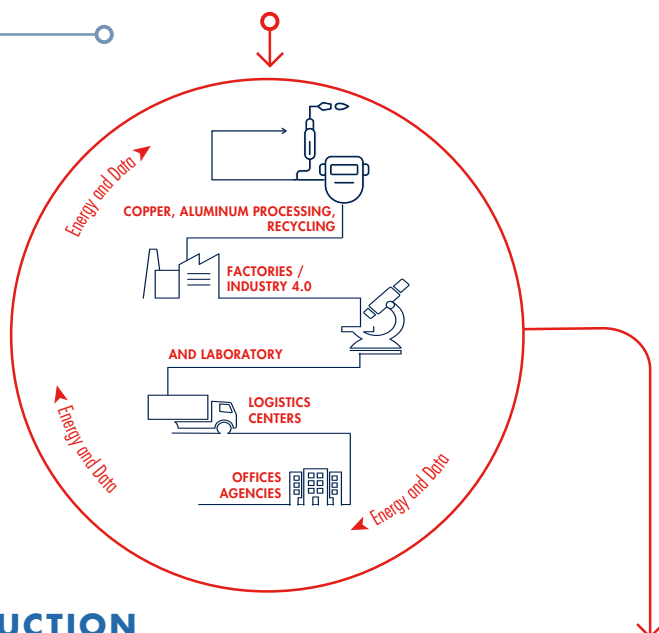 Energy and Data
COPPER, ALUMINUM PROCESSING,
RECYCLING
FACTORIES /
INDUSTRY 4.0
AND LABORATORY
LOGISTICS
CENTERS
Energy and Data
OFFICES
AGENCIES
Energy and Data
UCTION